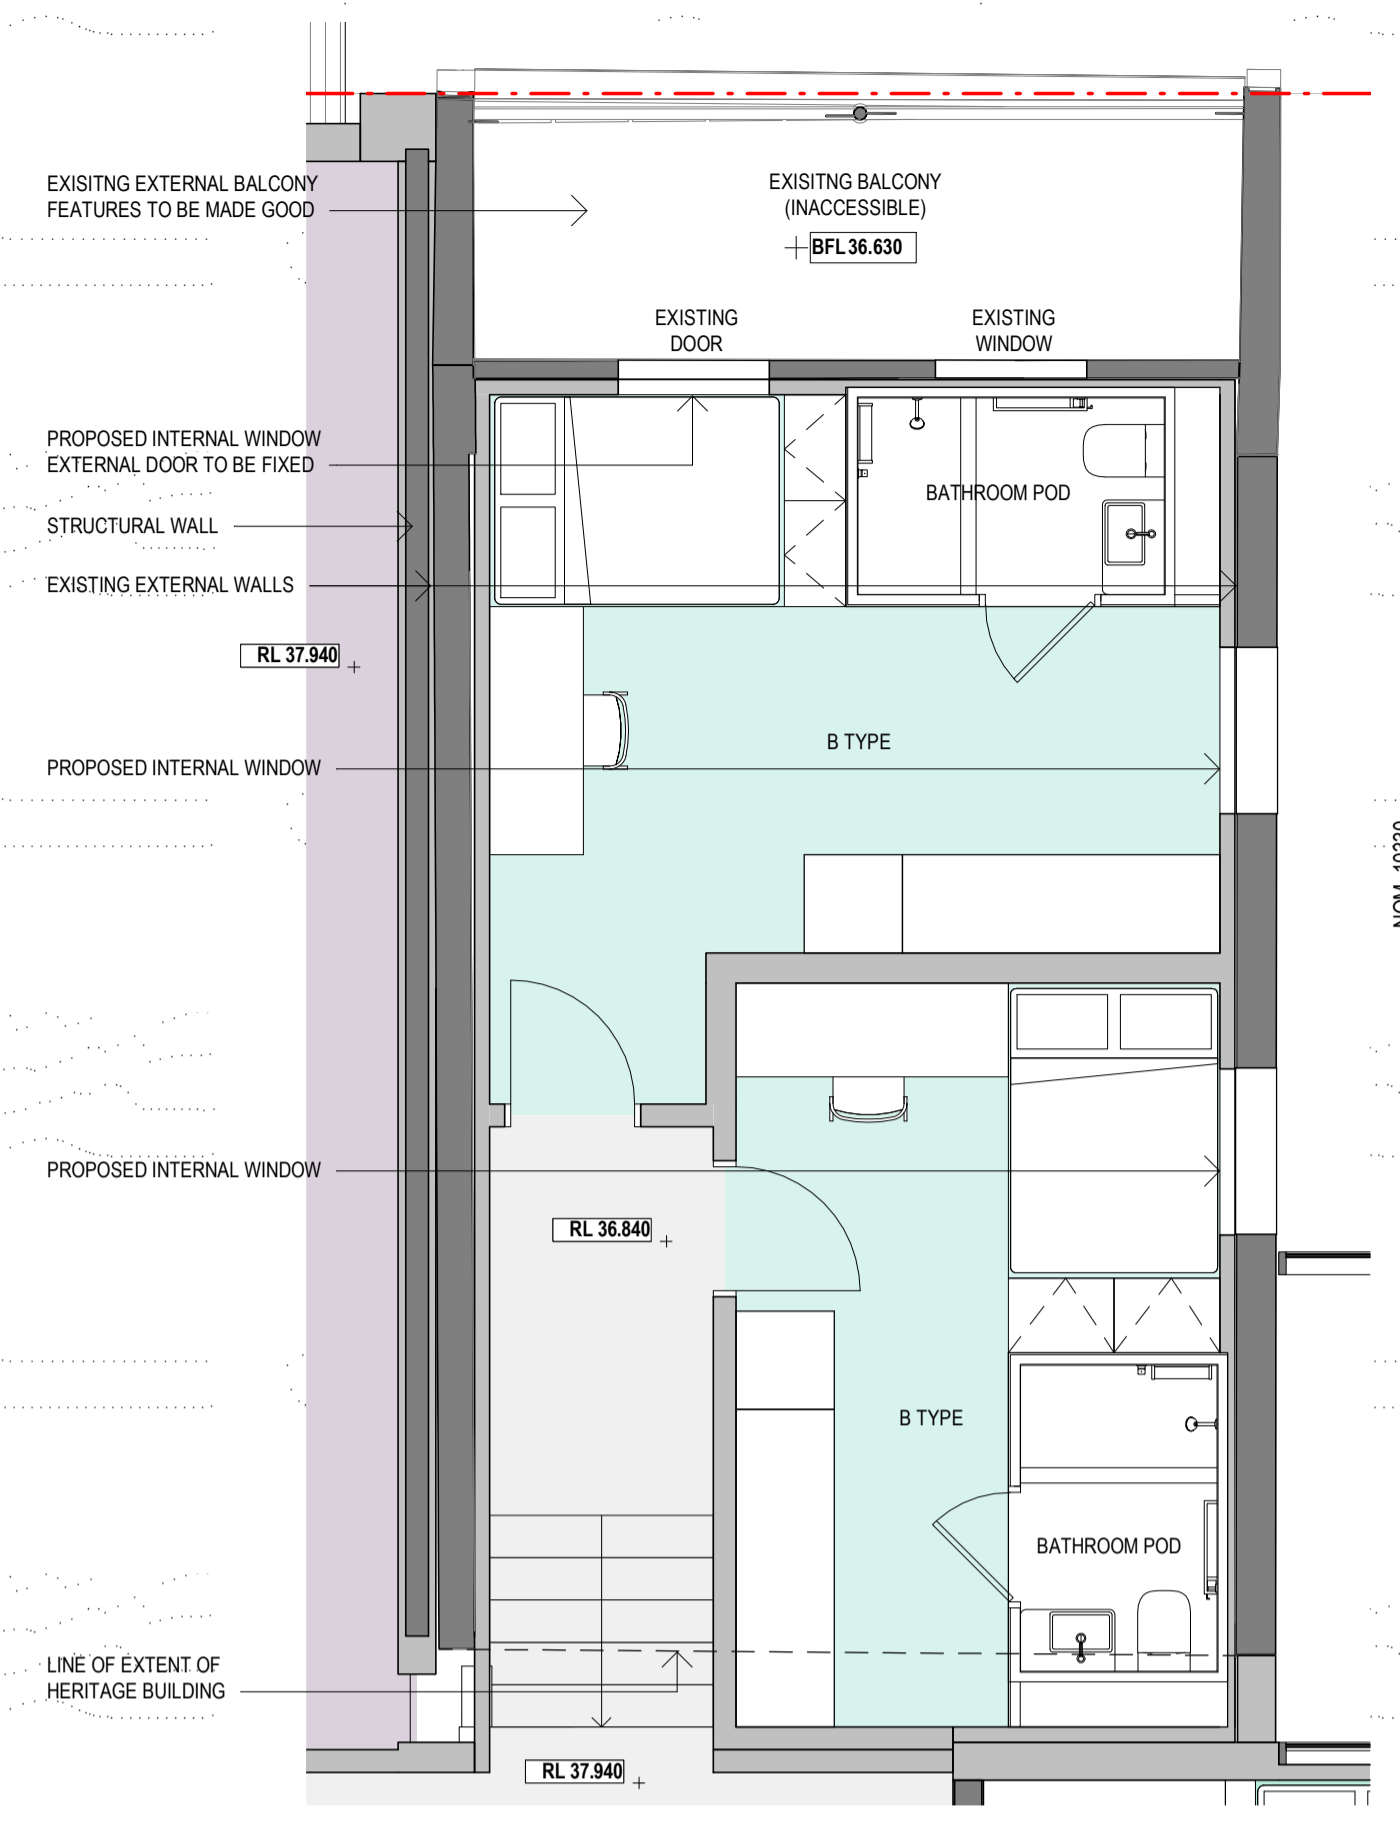 EXISITNG EXTERNAL BALCONY
FEATURES TO BE MADE GOOD
EXISITNG BALCONY
(INACCESSIBLE)
BFL 36.630
EXISTING
DOOR
EXISTING
WINDOW
PROPOSED INTERNAL WINDOW
EXTERNAL DOOR TO BE FIXED
BATHROOM POD
STRUCTURAL WALL
EXISTING EXTERNAL WALLS
RL 37.940
B TYPE
PROPOSED INTERNAL WINDOW
NOM. 10330
PROPOSED INTERNAL WINDOW
RL 36.840
B TYPE
BATHROOM POD
LINE OF EXTENT OF
HERITAGE BUILDING
RL 37.940